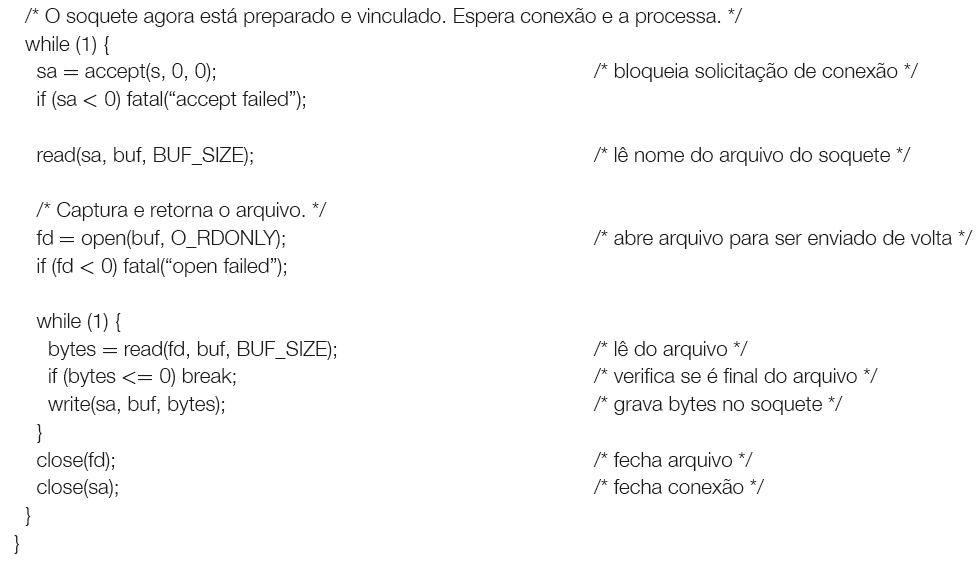 /* O soquete agora está preparado e vinculado. Espera conexão e a processa. */
while (1) {
sa = accept(s, 0, 0); /* bloqueia solicitação de conexão */
if (sa < 0) fatal(“accept failed”);
read(sa, buf, BUF_SIZE); /* lê nome do arquivo do soquete */
/* Captura e retorna o arquivo. */
fd = open(buf, O_RDONLY); /* abre arquivo para ser enviado de volta */
if (fd < 0) fatal(“open failed”);
while (1) {
bytes = read(fd, buf, BUF_SIZE); /* lê do arquivo */
if (bytes <= 0) break; /* verifica se é final do arquivo */
write(sa, buf, bytes); /* grava bytes no soquete */
}
close(fd); /* fecha arquivo */
close(sa); /* fecha conexão */
}
}